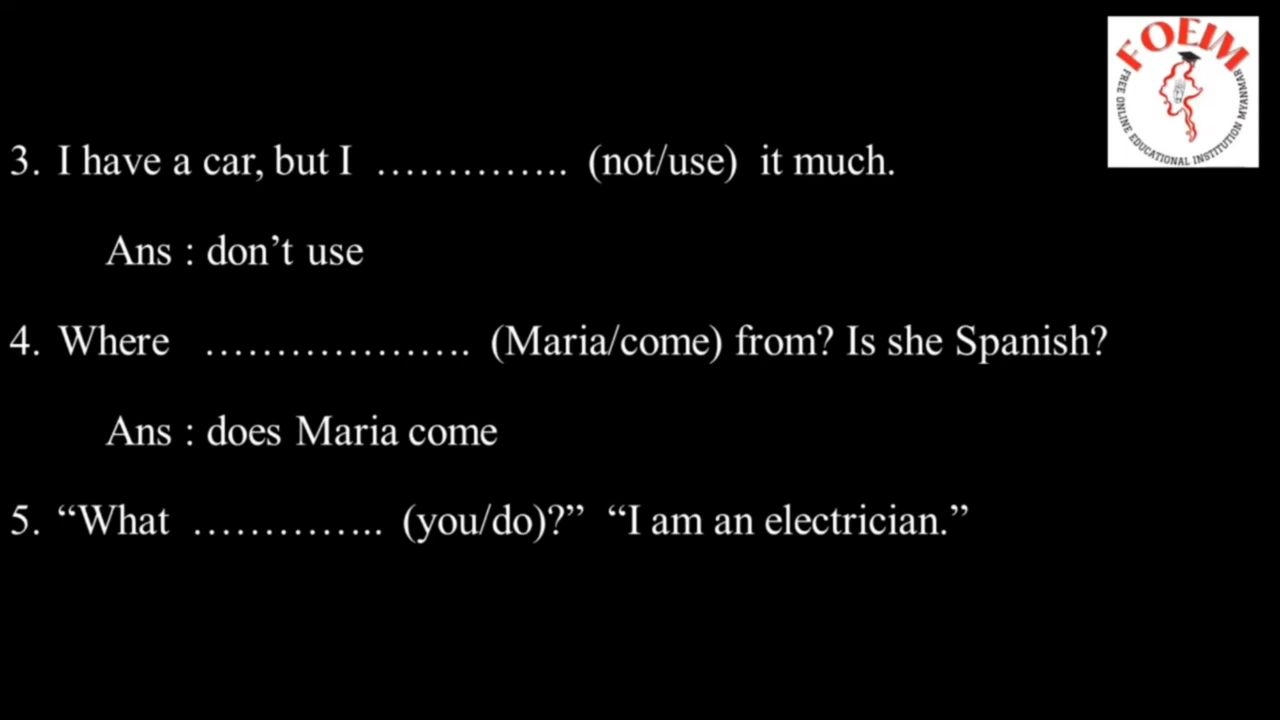 FOEIM
FREE ONLINE EDUCATIONAL INSTITUTION MYANMAR
3. I have a car, but I ………….. (not/use) it much.
Ans : don’t use
4. Where ………………. (Maria/come) from? Is she Spanish?
Ans : does Maria come
5. “What ………….. (you/do)?” “I am an electrician.”